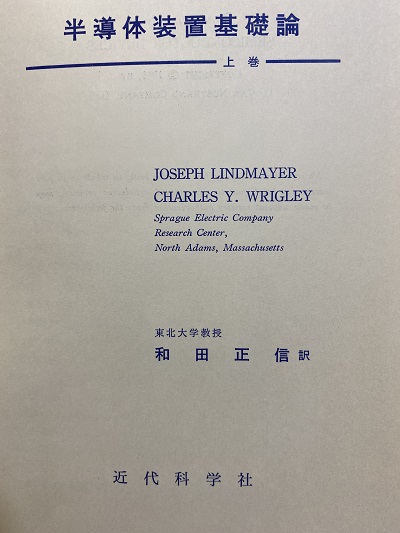 半導体装置基礎論
上巻
JOSEPH LINDMAYER
CHARLES Y. WRIGLEY
Sprague Electric Company
Research Center,
North Adams, Massachusetts
東北大学教授
和田正信 訳
近代科学社